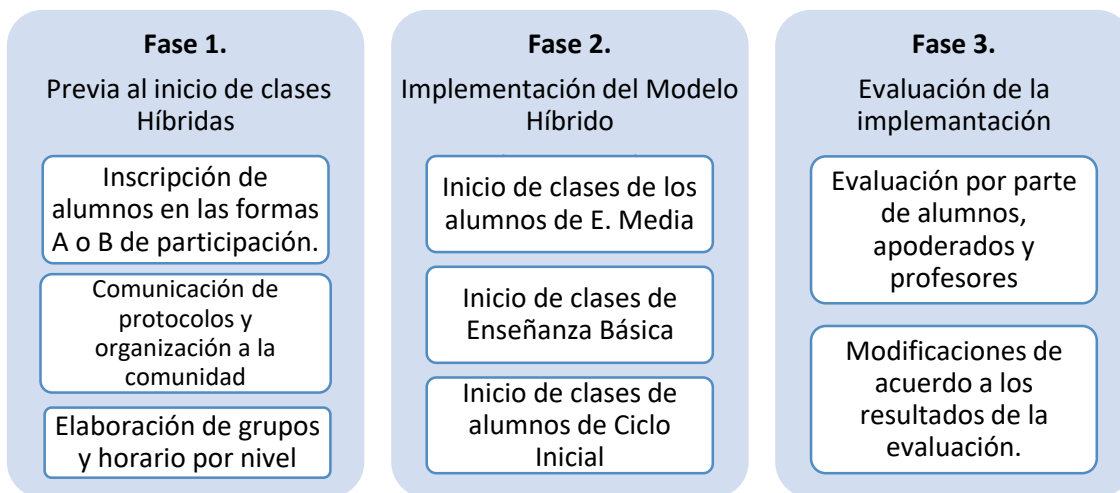 Fase 1.
Previa al inicio de clases
Híbridas
Inscripción de
alumnos en las formas
A o B de participación.
Comunicación de
protocolos y
organización a la
comunidad
Elaboración de grupos
y horario por nivel
Fase 2.
Implementación del Modelo
Híbrido
Inicio de clases de los
alumnos de E. Media
Inicio de clases de
Enseñanza Básica
Inicio de clases de
alumnos de Ciclo
Inicial
Fase 3.
Evaluación de la
implemantación
Evaluación por parte
de alumnos,
apoderados y
profesores
Modificaciones de
acuerdo a los
resultados de la
evaluación.